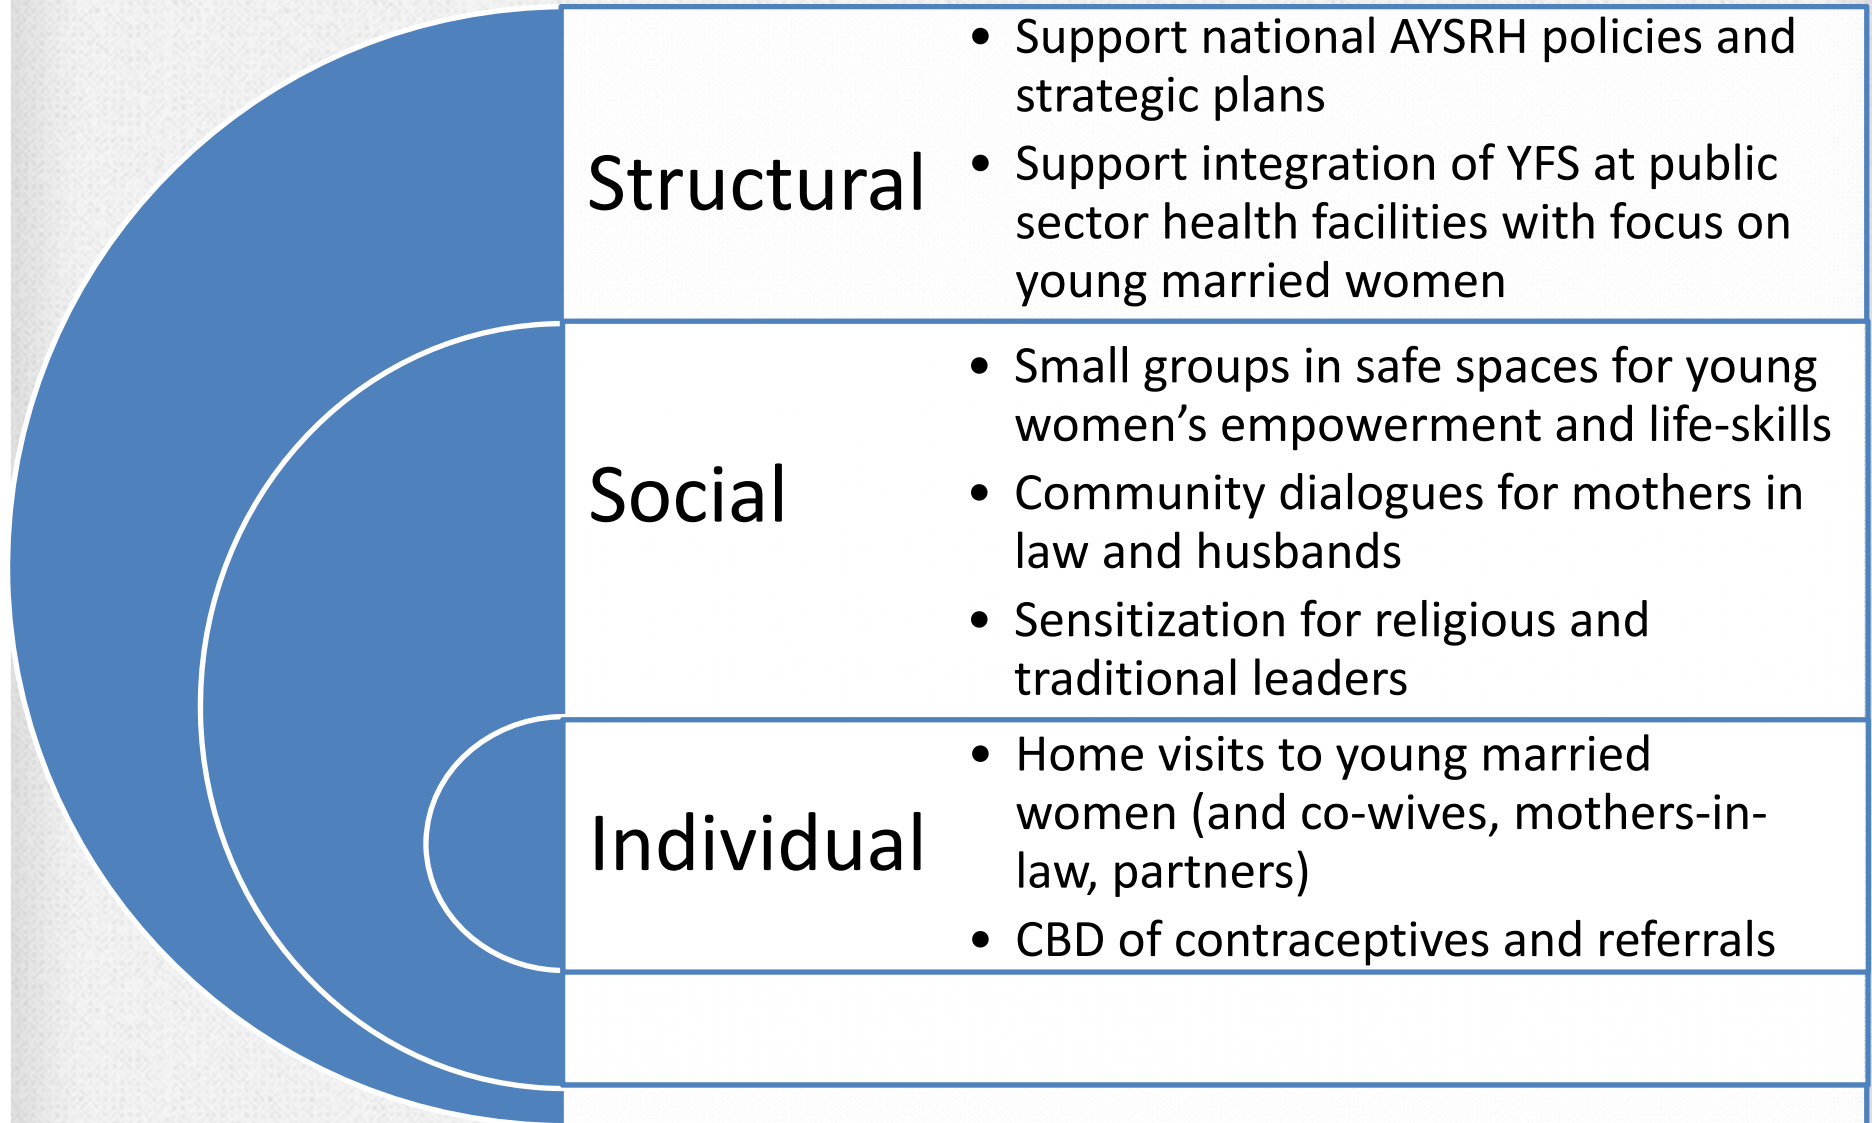 Structural
• Support national AYSRH policies and
strategic plans
• Support integration of YFS at public
sector health facilities with focus on
young married women
Social
• Small groups in safe spaces for young
women’s empowerment and life-skills
• Community dialogues for mothers in
law and husbands
• Sensitization for religious and
traditional leaders
Individual
• Home visits to young married
women (and co-wives, mothers-in-
law, partners)
• CBD of contraceptives and referrals